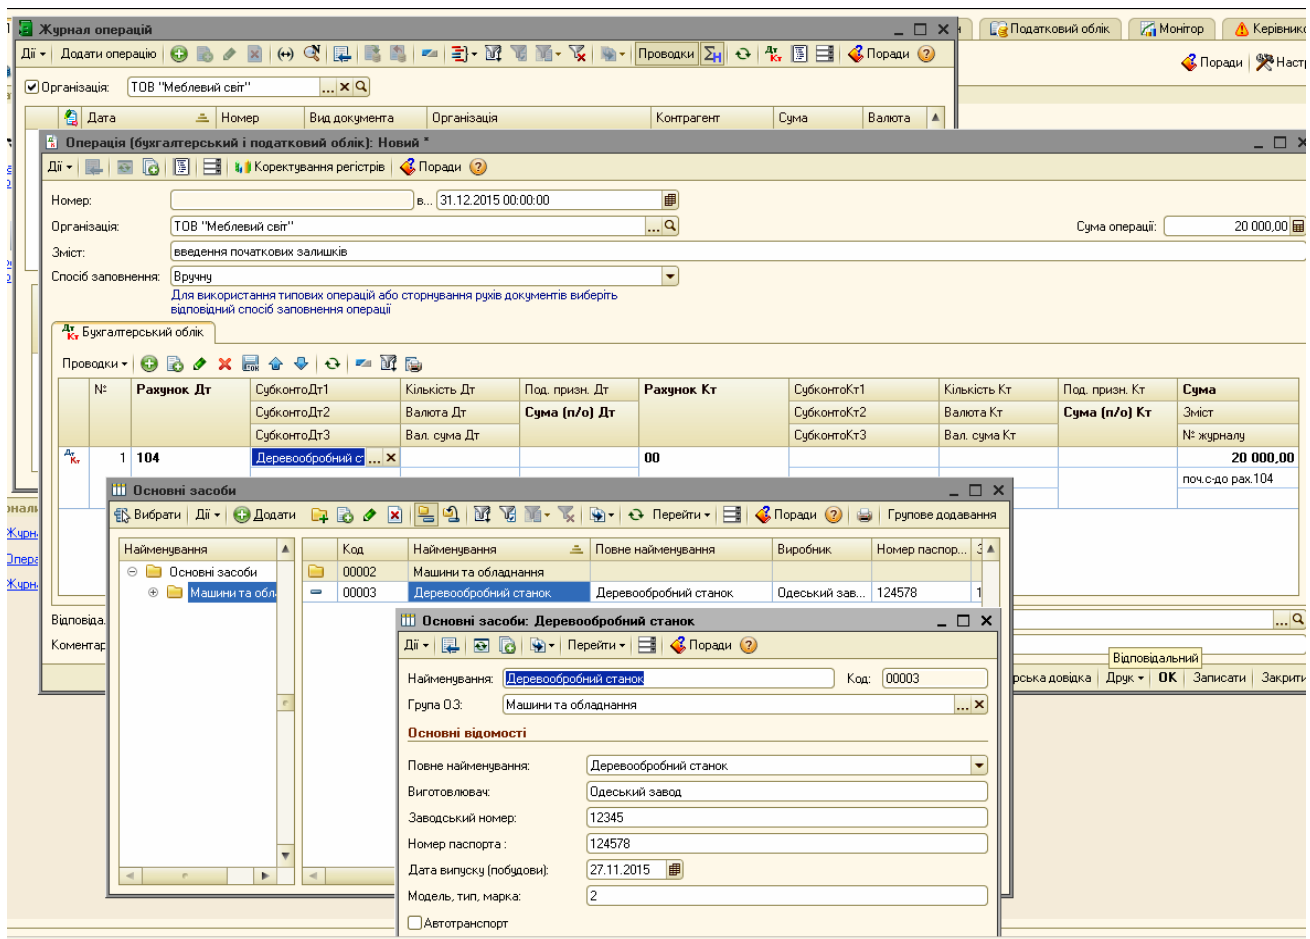 Журнал операцій
Податковий облік Монітор
Дії Додати операцію Проводки Поради
Поради
Організація: ТОВ "Меблевий світ" ...
Дата Номер Вид документа Організація Контрагент Сума Валюта
Операція (бухгалтерський і податковий облік): Новий *
Дії Коректування регістрів Поради
Номер: в... 31.12.2015 00:00:00
Організація: ТОВ "Меблевий світ" ... Сума операції: 20 000,00
Зміст: введення початкових залишків
Спосіб заповнення: Вручну
Для використання типових операцій або сторнування рухів документів виберіть
відповідний спосіб заповнення операції
Бухгалтерський облік
Проводки
№ Рахунок Дт СубконтоДт1 Кількість Дт Под. призн. Дт Рахунок Кт СубконтоКт1 Кількість Кт Под. призн. Кт Сума
СубконтоДт2 Валюта Дт Сума (п/о) Дт СубконтоКт2 Валюта Кт Сума (п/о) Кт Зміст
СубконтоДт3 Вал. сума Дт СубконтоКт3 Вал. сума Кт № журналу
1 104 Деревообробний ... 00 20 000,00
поч.с-до рах.104
Основні засоби
Вибрати Дії Додати Перейти Поради Групове додавання
Найменування Код Найменування Повне найменування Виробник Номер паспор...
Основні засоби 00002 Машини та обладнання
Машини та 00003 Деревообробний станок Деревообробний станок Одеський зав... 124578 1
Основні засоби: Деревообробний станок
Дії Перейти Поради
Найменування: Деревообробний станок Код: 00003
Група ОЗ: Машини та обладнання ...
Основні відомості
Повне найменування: Деревообробний станок
Виготовлювач: Одеський завод
Заводський номер: 12345
Номер паспорта : 124578
Дата випуску (побудови): 27.11.2015
Модель, тип, марка: 2
Автотранспорт
...
Відповідальний
довідка Друк OK Записати Закрити